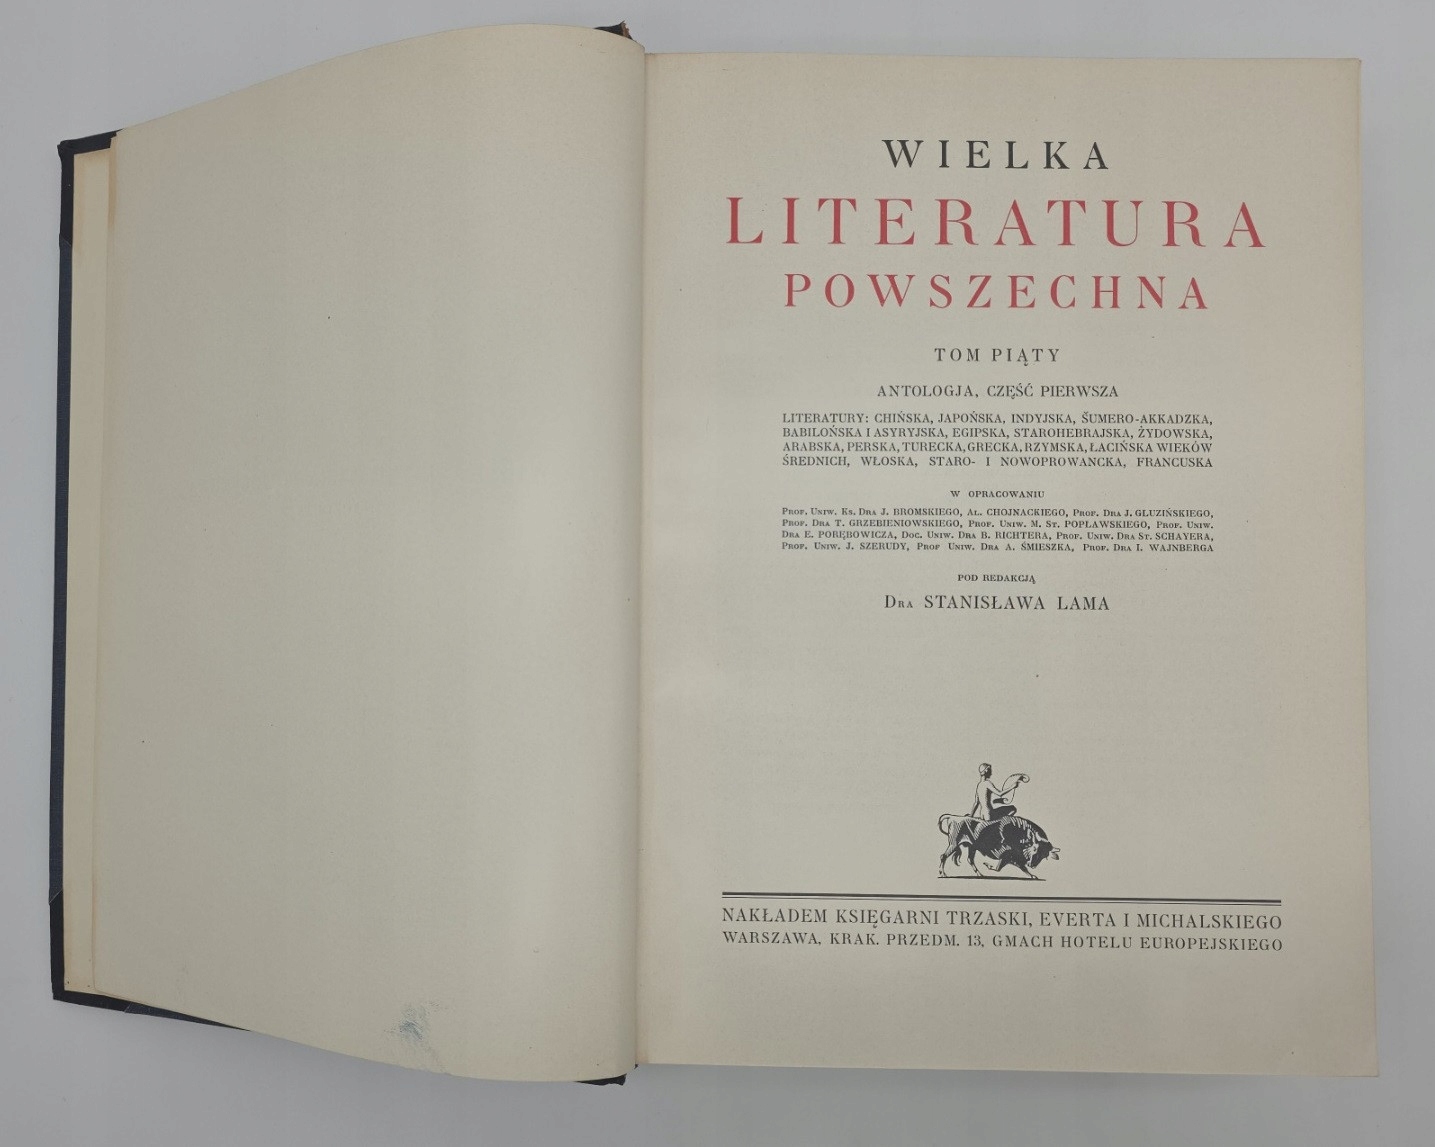 WIELKA
LITERATURA
POWSZECHNA
TOM PIĄTY
ANTOLOGJA, CZĘŚĆ PIERWSZA
LITERATURY: CHIŃSKA, JAPOŃSKA, INDYJSKA, ŠUMERO-AKKADZKA,
BABILOŃSKA I ASYRYJSKA, EGIPSKA, STAROHEBRAJSKA, ŻYDOWSKA,
ARABSKA, PERSKA, TURECKA, GRECKA, RZYMSKA, ŁACIŃSKA WIEKÓW
ŚREDNICH, WŁOSKA, STARO- I NOWOPROWANCKA, FRANCUSKA
W OPRACOWANIU
PROF. UNIW. KS. DRA J. BROMSKIEGO, AL. CHOJNACKIEGO, PROF. DRA J. GLUZIŃSKIEGO,
PROF. DRA T. GRZEBIENIOWSKIEGO, PROF. UNIW. M. ST. POPŁAWSKIEGO, PROF. UNIW.
DRA E. PORĘBOWICZA, DOC. UNIW. DRA B. RICHTERA, PROF. UNIW. DRA ST. SCHAYERA,
PROF. UNIW. J. SZERUDY, PROF UNIW. DRA A. ŚMIESZKA, PROF. DRA I. WAJNBERGA
POD REDAKCJĄ
DRA STANISŁAWA LAMA
NAKŁADEM KSIĘGARNI TRZASKI, EVERTA I MICHALSKIEGO
WARSZAWA, KRAK. PRZEDM. 13, GMACH HOTELU EUROPEJSKIEGO